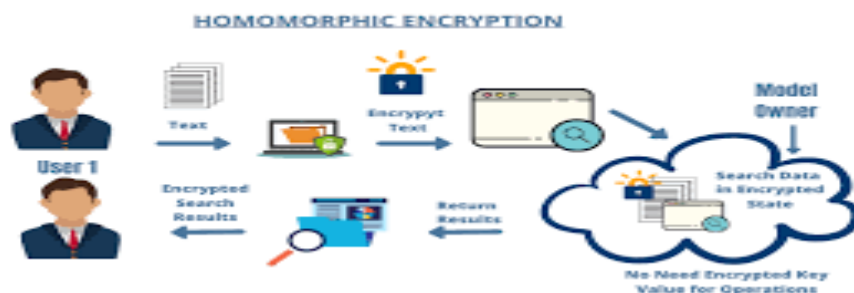 HOMOMORPHIC ENCRYPTION
Text
Encrypyt
Text
Model
Owner
User 1
Search Data
in Encrypted
State
Encrypted
Search
Results
Return
Results
No Need Encrypted Key
Value for Operations